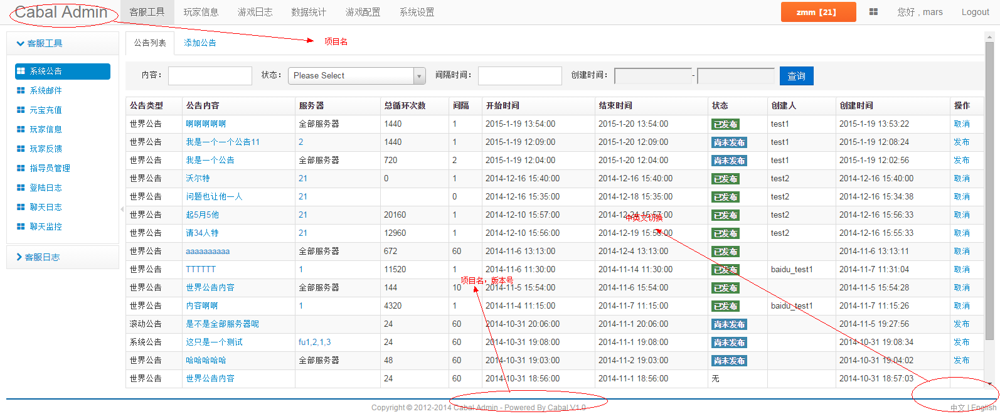 Cabal Admin 客服工具 玩家信息 游戏日志 数据统计 游戏配置 系统设置 zmm【21】 您好 , mars Logout
客服工具 公告列表 添加公告 项目名
系统公告
系统邮件
元宝充值
玩家信息
玩家反馈
指导员管理
登陆日志
聊天日志
聊天监控
客服日志
内容: 状态: Please Select 间隔时间: 创建时间: - 查询
公告类型 公告内容 服务器 总循环次数 间隔 开始时间 结束时间 状态 创建人 创建时间 操作
世界公告 啊啊啊啊啊 全部服务器 1440 1 2015-1-19 13:54:00 2015-1-20 13:54:00 已发布 test1 2015-1-19 13:53:22 取消
世界公告 我是一个一个公告11 2 1440 1 2015-1-19 12:09:00 2015-1-20 12:09:00 尚未发布 test1 2015-1-19 12:08:24 发布
世界公告 我是一个公告 全部服务器 720 2 2015-1-19 12:04:00 2015-1-20 12:04:00 尚未发布 test1 2015-1-19 12:02:56 发布
世界公告 沃尔特 21 0 1 2014-12-16 15:40:00 2014-12-16 15:40:00 已发布 test2 2014-12-16 15:40:00 取消
世界公告 问题也让他一人 21 0 2014-12-16 15:35:00 2014-12-18 15:35:00 已发布 test2 2014-12-16 15:34:38 取消
世界公告 起5月5他 21 20160 1 2014-12-10 15:57:00 2014-12-24 15:57:00 已发布 test2 2014-12-16 15:56:33 取消
中英文切换
世界公告 请34人特 21 12960 1 2014-12-10 15:56:00 2014-12-19 15:56:00 已发布 test2 2014-12-16 15:55:33 取消
世界公告 aaaaaaaaaa 全部服务器 672 60 2014-11-6 13:13:00 2014-12-4 13:13:00 已发布 2014-11-6 13:13:11 取消
世界公告 TTTTTT 1 11520 1 2014-11-6 11:30:00 2014-11-14 11:30:00 已发布 baidu_test1 2014-11-7 11:31:04 取消
项目名，版本号
世界公告 世界公告内容 全部服务器 144 10 2014-11-5 15:54:00 2014-11-6 15:54:00 已发布 2014-11-5 15:54:28 取消
世界公告 内容啊啊 1 4320 1 2014-11-4 11:15:00 2014-11-7 11:15:00 已发布 baidu_test1 2014-11-7 11:15:26 取消
滚动公告 是不是全部服务器呢 24 60 2014-10-31 20:06:00 2014-11-1 20:06:00 尚未发布 2014-11-5 19:27:56 发布
系统公告 这只是一个测试 fu1,2,1,3 24 60 2014-10-31 19:08:00 2014-11-1 19:08:00 尚未发布 2014-10-31 19:08:34 发布
世界公告 哈哈哈哈哈 全部服务器 48 60 2014-10-31 19:03:00 2014-11-2 19:03:00 尚未发布 2014-10-31 19:04:02 发布
世界公告 世界公告内容 24 60 2014-10-31 18:56:00 2014-11-1 18:56:00 无 2014-10-31 18:57:03
Copyright © 2012-2014 Cabal Admin - Powered By Cabal V1.0 中文 | English